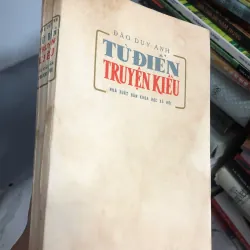 ĐÀO DUY ANH
TỪ ĐIỂN
TRUYỆN KIỀU
NHÀ XUẤT BẢN KHOA HỌC XÃ HỘI